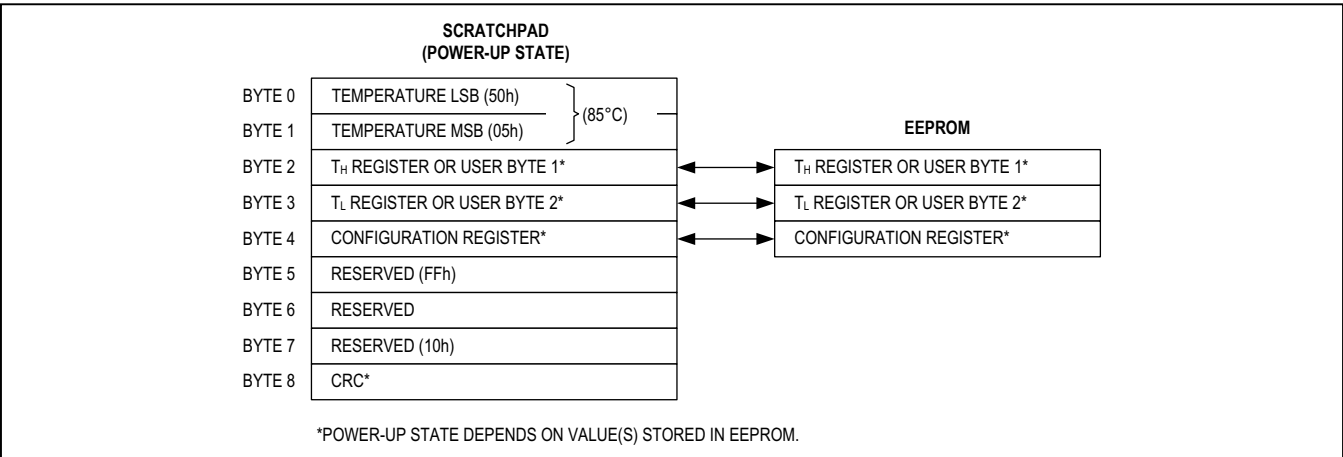 SCRATCHPAD
(POWER-UP STATE)
BYTE 0 TEMPERATURE LSB (50h)
(85°C)
BYTE 1 TEMPERATURE MSB (05h)
EEPROM
BYTE 2 TH REGISTER OR USER BYTE 1* TH REGISTER OR USER BYTE 1*
BYTE 3 TL REGISTER OR USER BYTE 2* TL REGISTER OR USER BYTE 2*
BYTE 4 CONFIGURATION REGISTER* CONFIGURATION REGISTER*
BYTE 5 RESERVED (FFh)
BYTE 6 RESERVED
BYTE 7 RESERVED (10h)
BYTE 8 CRC*
*POWER-UP STATE DEPENDS ON VALUE(S) STORED IN EEPROM.